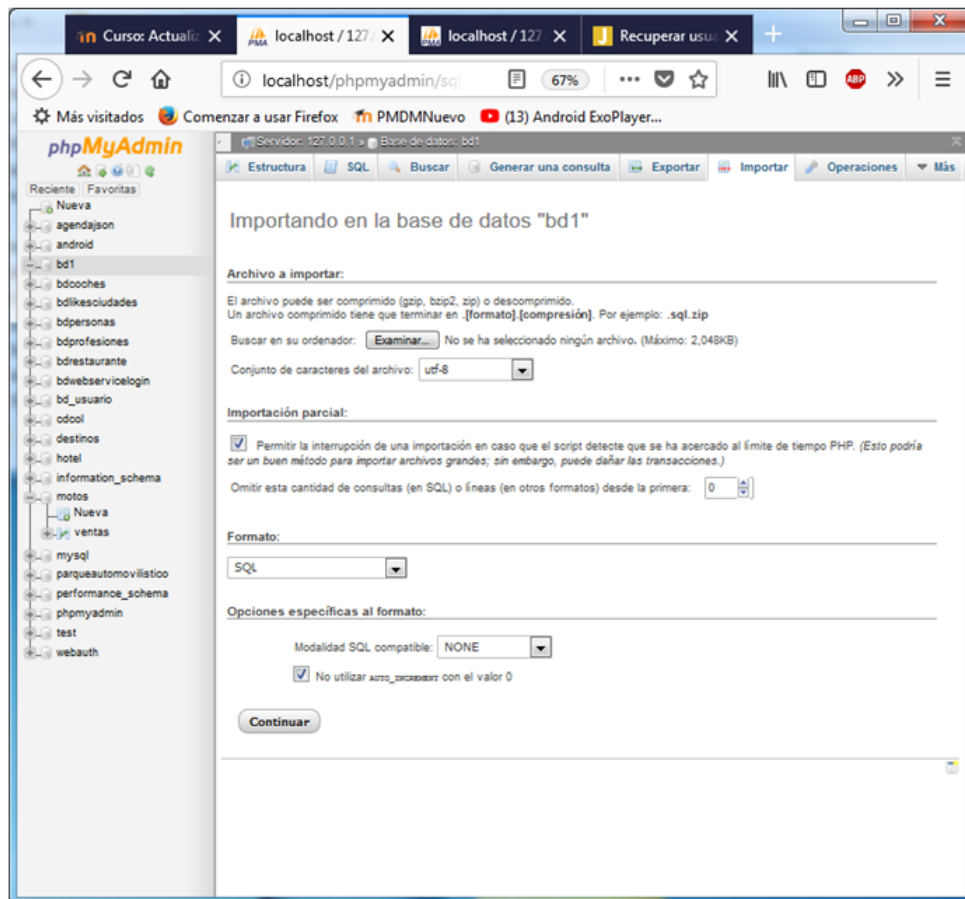 Curso: Actualiz
localhost / 127.
localhost / 127
Recuperar usua
localhost/phpmyadmin/sq
67%
ABP
Más visitados
Comenzar a usar Firefox
PMDMNuevo
(13) Android ExoPlayer...
phpMyAdmin
Reciente
Favoritas
Nueva
agendajson
android
bd1
bdcoches
bdlikesciudades
bdpersonas
bdprofesiones
bdrestaurante
bdwebservicelogin
bd_usuario
cdcol
destinos
hotel
information_schema
motos
Nueva
ventas
mysql
parqueautomovilistico
performance_schema
phpmyadmin
test
webauth
Servidor: 127.0.0.1 » Base de datos: bd1
Estructura
SQL
Buscar
Generar una consulta
Exportar
Importar
Operaciones
Más
Importando en la base de datos "bd1"
Archivo a importar:
El archivo puede ser comprimido (gzip, bzip2, zip) o descomprimido.
Un archivo comprimido tiene que terminar en .[formato].[compresión]. Por ejemplo: .sql.zip
Buscar en su ordenador: Examinar... No se ha seleccionado ningún archivo. (Máximo: 2,048KB)
Conjunto de caracteres del archivo: utf-8
Importación parcial:
Permitir la interrupción de una importación en caso que el script detecte que se ha acercado al límite de tiempo PHP. (Esto podría
ser un buen método para importar archivos grandes; sin embargo, puede dañar las transacciones.)
Omitir esta cantidad de consultas (en SQL) o líneas (en otros formatos) desde la primera: 0
Formato:
SQL
Opciones específicas al formato:
Modalidad SQL compatible: NONE
No utilizar AUTO_INCREMENT con el valor 0
Continuar